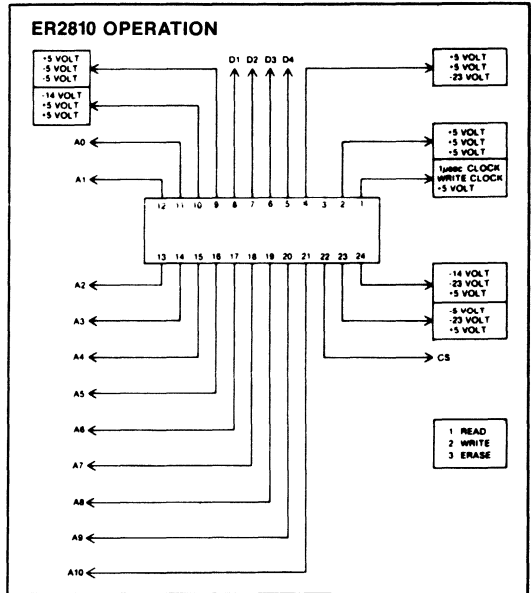 ER2810 OPERATION
+5 VOLT
-5 VOLT
-5 VOLT
-14 VOLT
+5 VOLT
+5 VOLT
D1 D2 D3 D4
+5 VOLT
+5 VOLT
-23 VOLT
+5 VOLT
+5 VOLT
+5 VOLT
1µsec CLOCK
WRITE CLOCK
+5 VOLT
A0
A1
12 11 10 9 8 7 6 5 4 3 2 1
13 14 15 16 17 18 19 20 21 22 23 24
-14 VOLT
-23 VOLT
+5 VOLT
-5 VOLT
-23 VOLT
+5 VOLT
CS
A2
A3
A4
A5
A6
A7
A8
A9
A10
1 READ
2 WRITE
3 ERASE